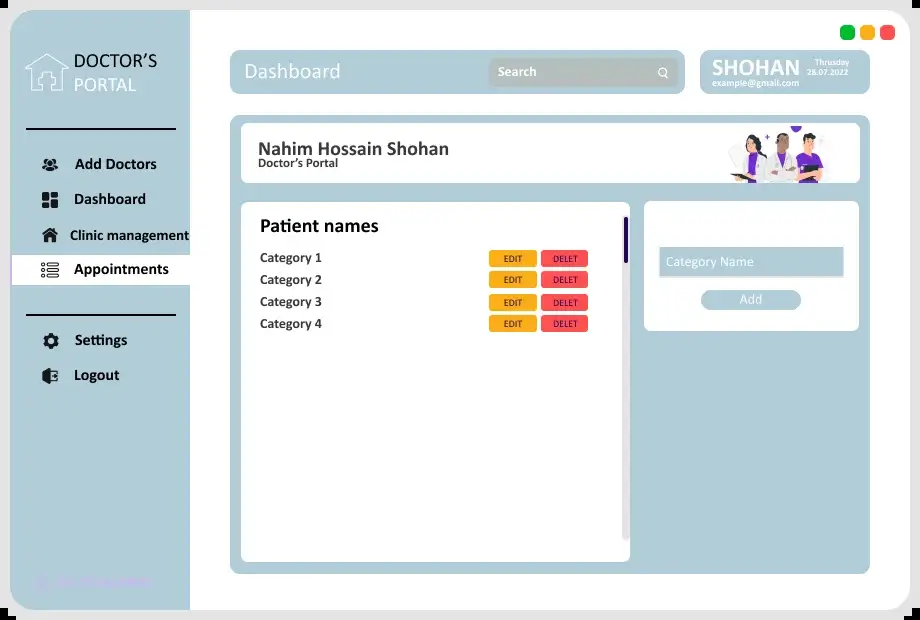 DOCTOR'S
PORTAL
Add Doctors
Dashboard
Clinic management
Appointments
Settings
Logout
Dashboard
Search
SHOHAN
Thrusday
28.07.2022
example@gmail.com
Nahim Hossain Shohan
Doctor's Portal
Patient names
Category 1 EDIT DELET
Category 2 EDIT DELET
Category 3 EDIT DELET
Category 4 EDIT DELET
Category Name
Add